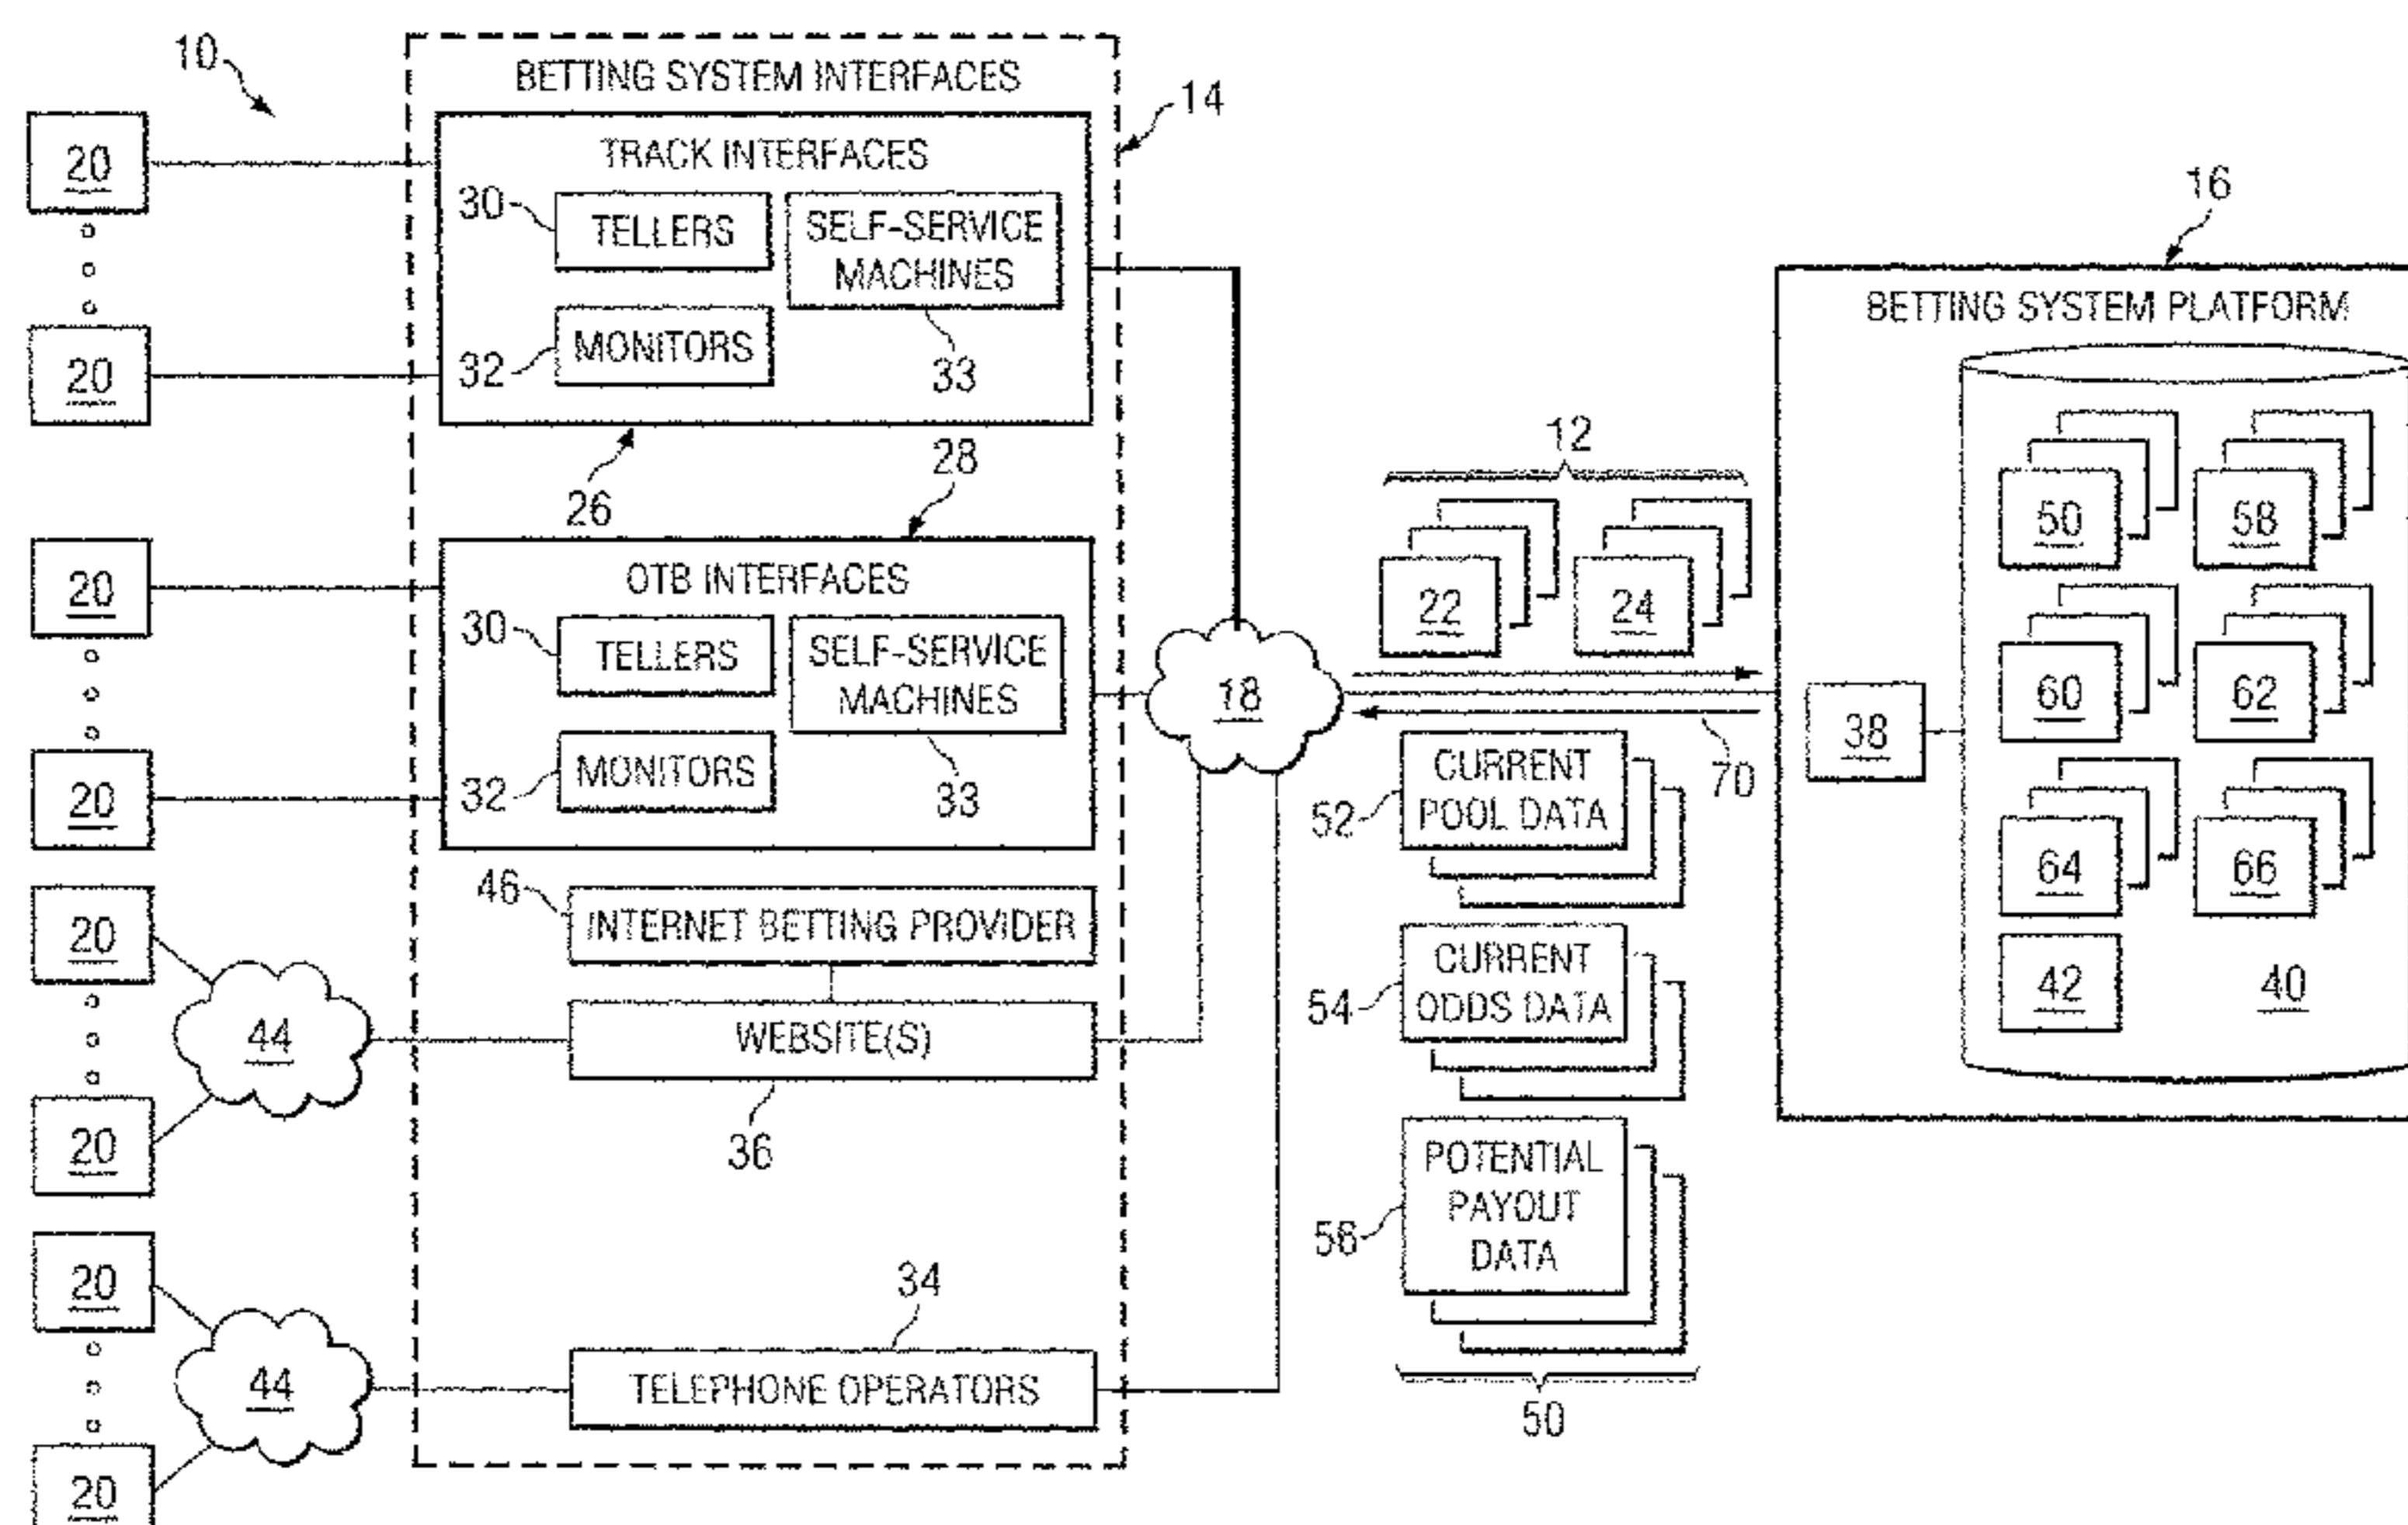 10
BETTING SYSTEM INTERFACES
14
20
TRACK INTERFACES
30
TELLERS
SELF-SERVICE
MACHINES
20
32
MONITORS
33
26
28
20
OTB INTERFACES
30
TELLERS
SELF-SERVICE
MACHINES
20
32
MONITORS
33
46
INTERNET BETTING PROVIDER
20
44
WEBSITE(S)
36
20
20
34
44
TELEPHONE OPERATORS
20
18
12
22
24
70
52
CURRENT
POOL DATA
54
CURRENT
ODDS DATA
56
POTENTIAL
PAYOUT
DATA
50
16
BETTING SYSTEM PLATFORM
38
50
58
60
62
64
66
42
40